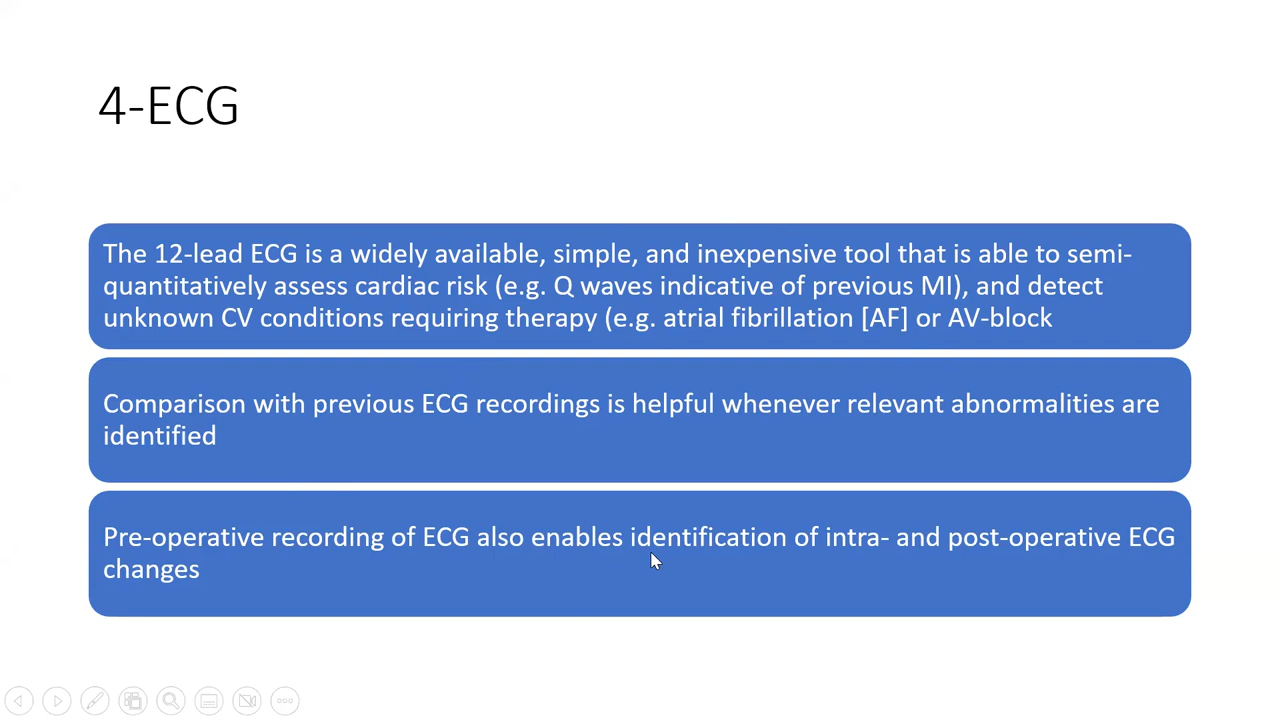 4-ECG
The 12-lead ECG is a widely available, simple, and inexpensive tool that is able to semi-
quantitatively assess cardiac risk (e.g. Q waves indicative of previous MI), and detect
unknown CV conditions requiring therapy (e.g. atrial fibrillation [AF] or AV-block
Comparison with previous ECG recordings is helpful whenever relevant abnormalities are
identified
Pre-operative recording of ECG also enables identification of intra- and post-operative ECG
changes